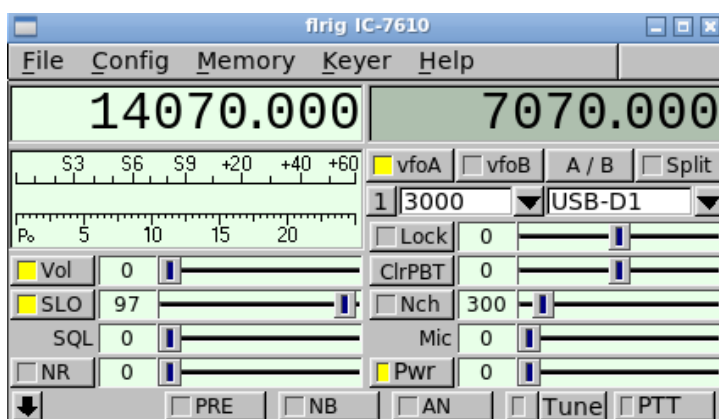 flrig IC-7610
File Config Memory Keyer Help
14070.000 7070.000
S3 S6 S9 +20 +40 +60 vfoA vfoB A / B Split
1 3000 USB-D1
Po 5 10 15 20 Lock 0
Vol 0 ClrPBT 0
SLO 97 Nch 300
SQL 0 Mic 0
NR 0 Pwr 0
PRE NB AN Tune PTT